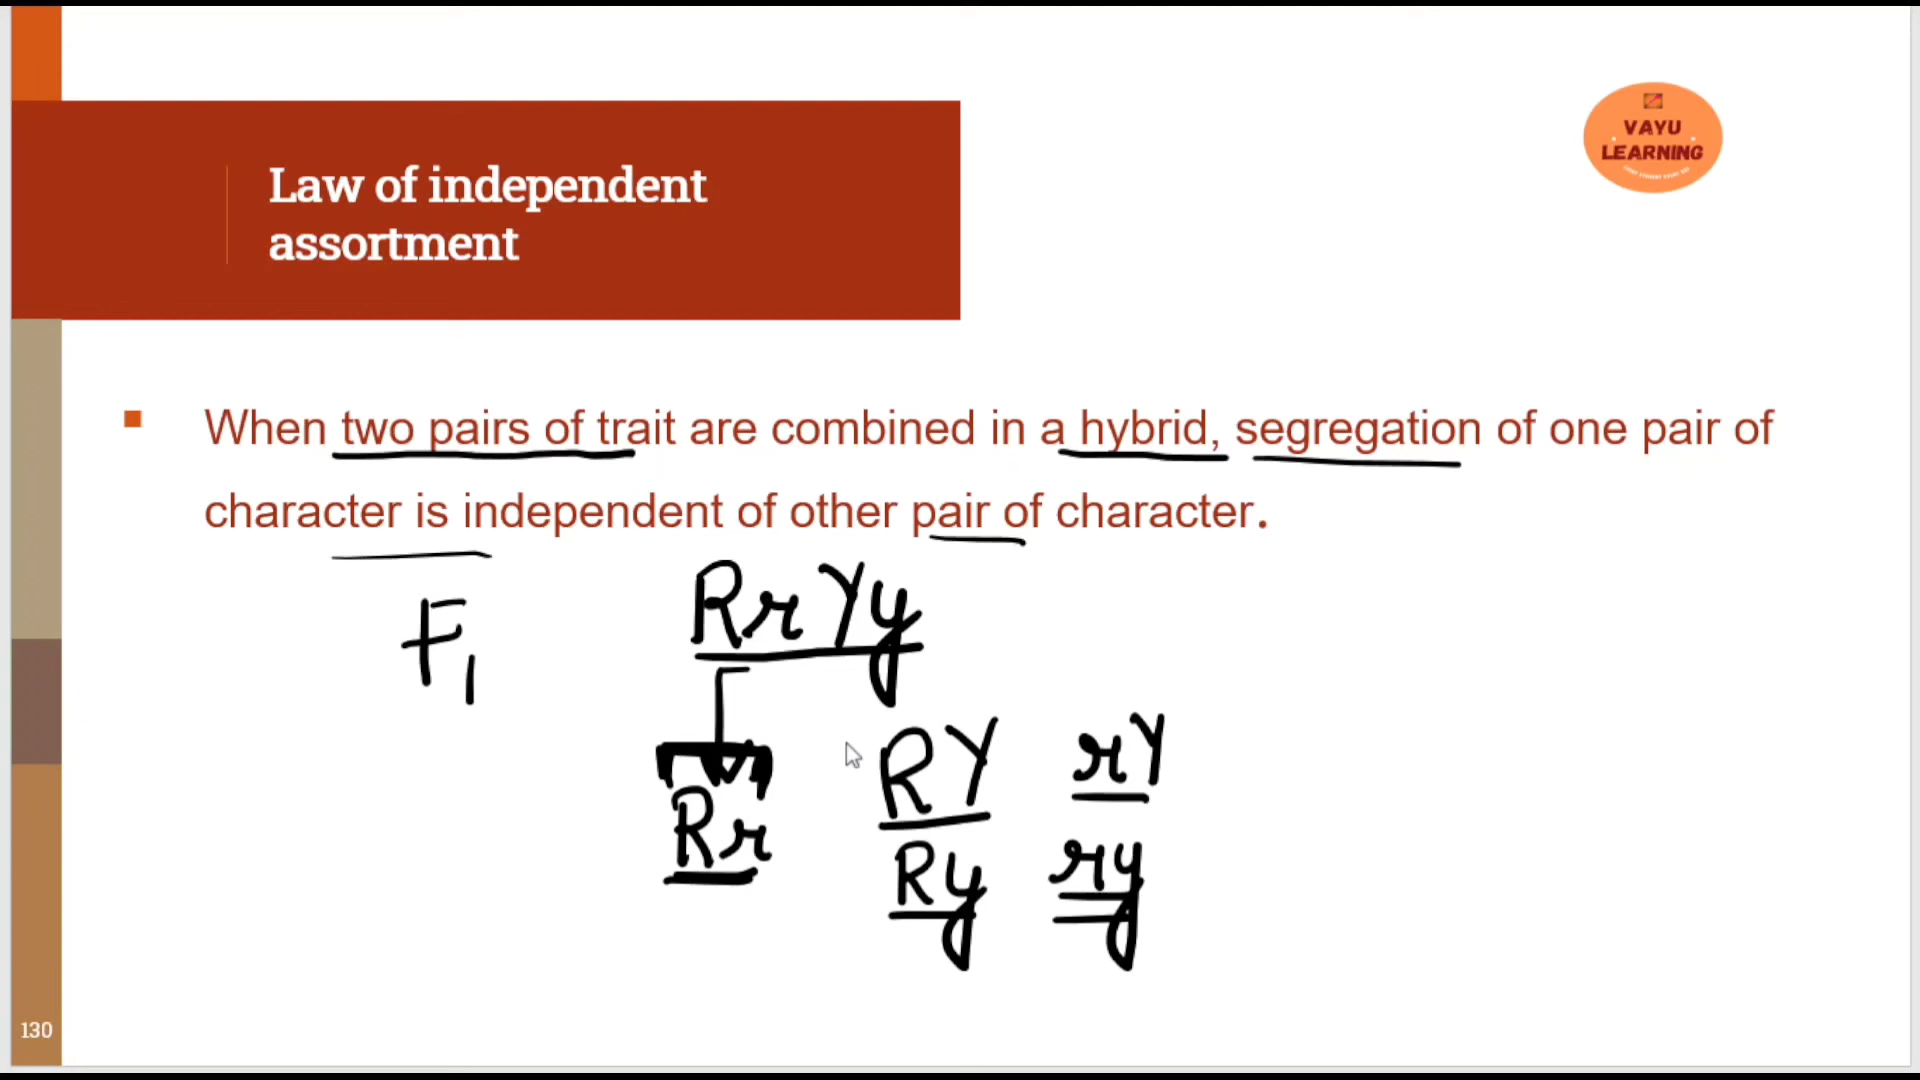 VAYU
LEARNING
Law of independent
assortment
When two pairs of trait are combined in a hybrid, segregation of one pair of
character is independent of other pair of character.
F1
RrYy
RY rY
Rr
Ry ry
130